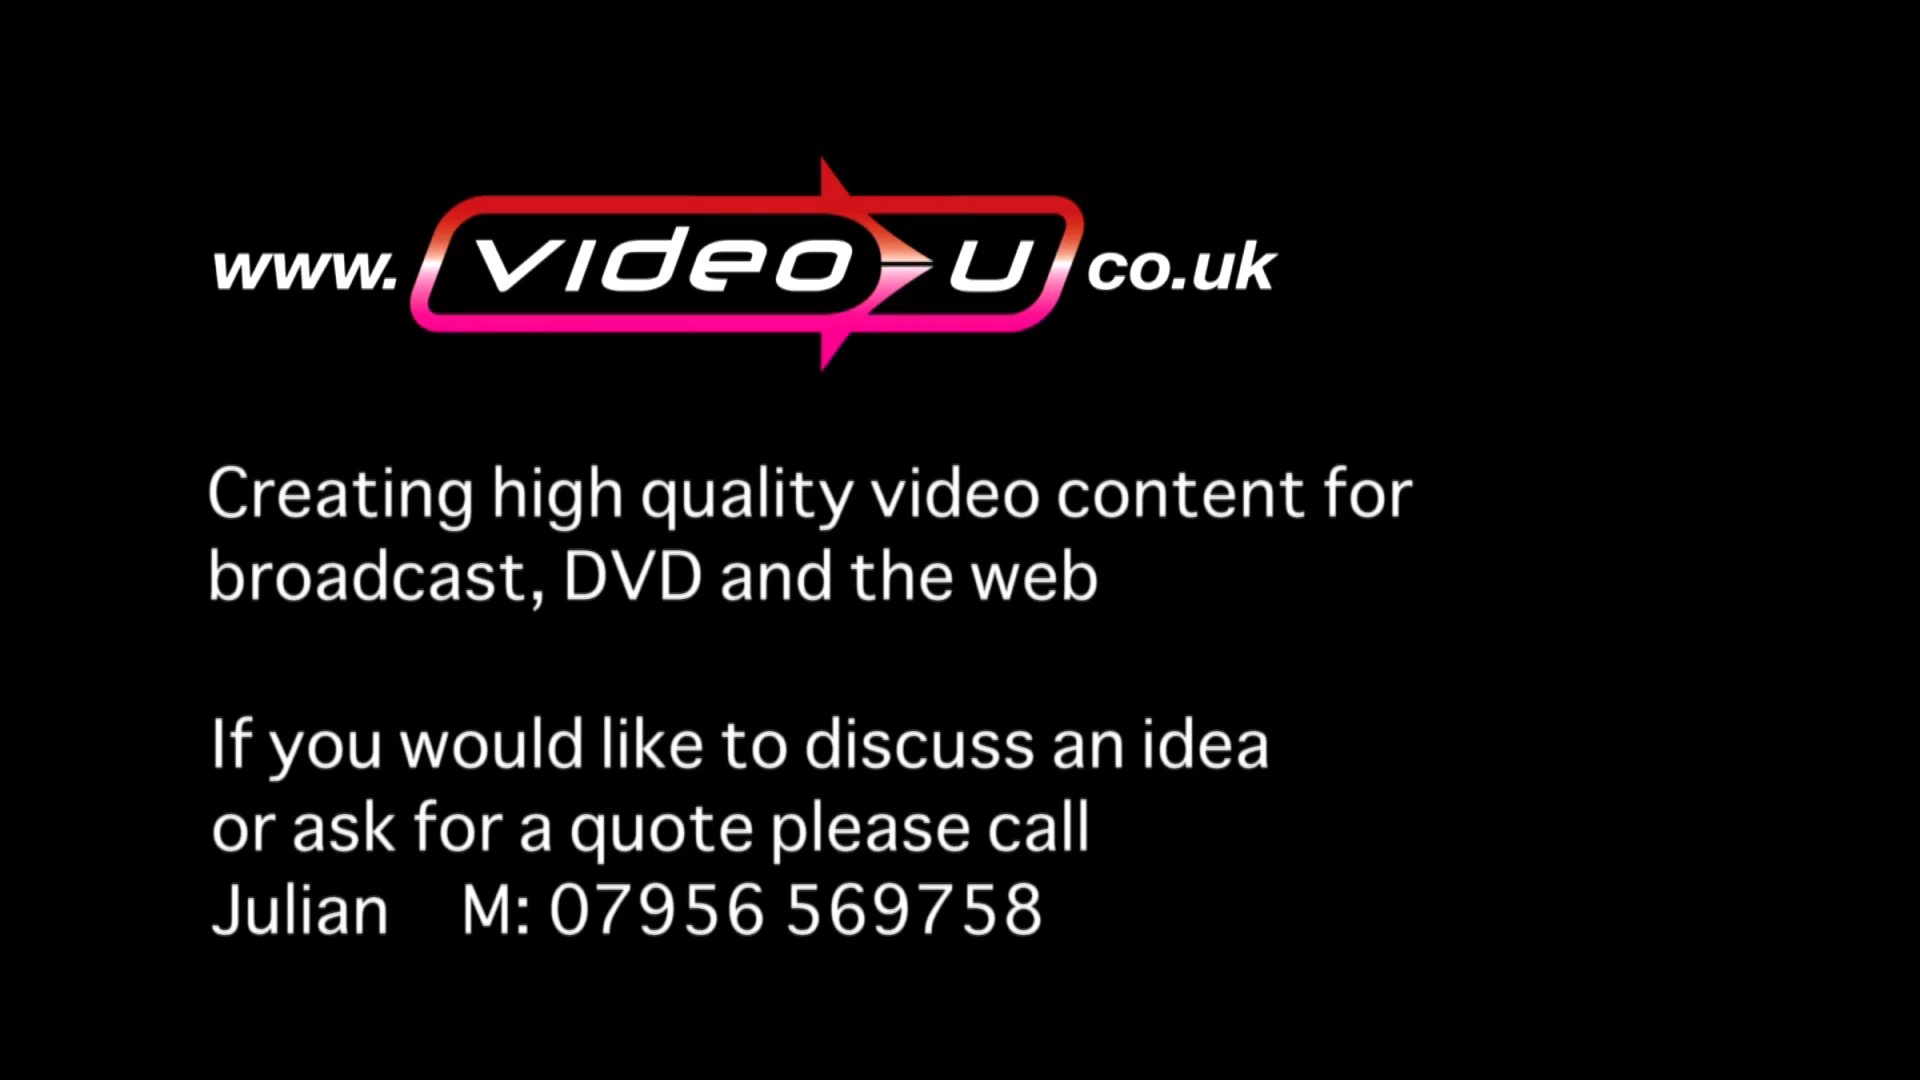 www. video U co.uk
Creating high quality video content for
broadcast, DVD and the web
If you would like to discuss an idea
or ask for a quote please call
Julian M: 07956 569758